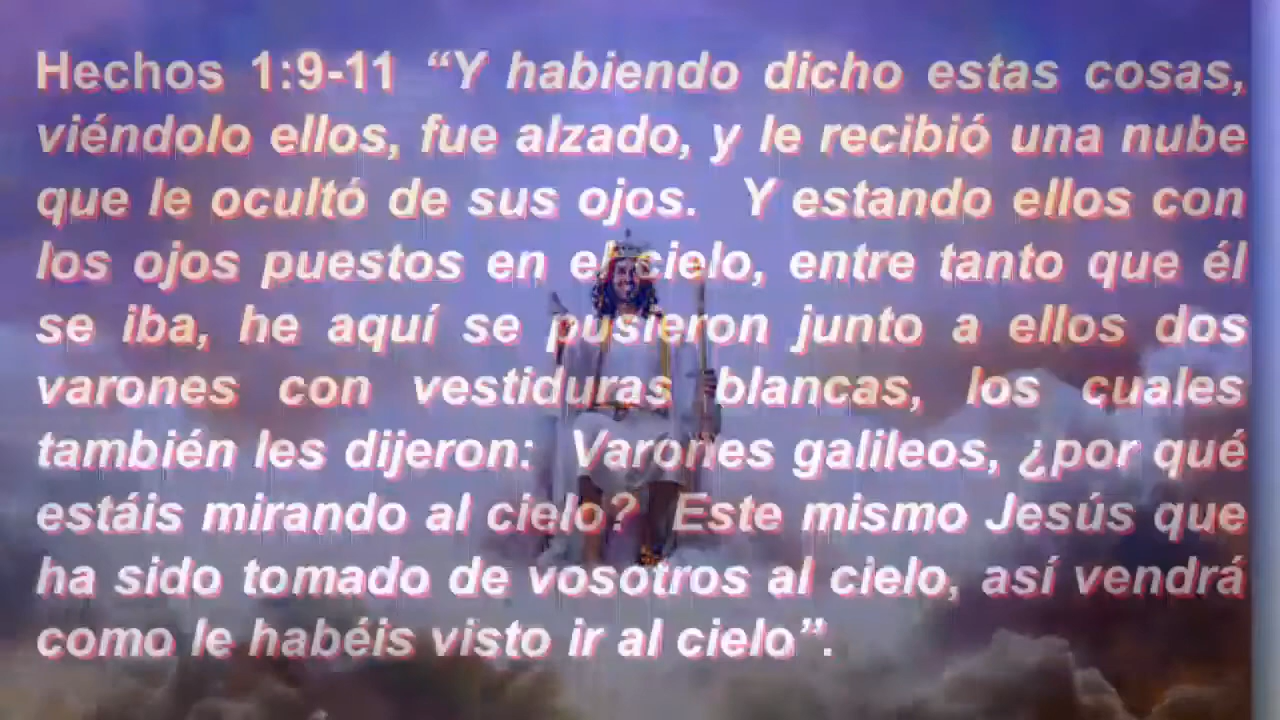 Hechos 1:9-11 “Y habiendo dicho estas cosas,
viéndolo ellos, fue alzado, y le recibió una nube
que le ocultó de sus ojos. Y estando ellos con
los ojos puestos en el cielo, entre tanto que él
se iba, he aquí se pusieron junto a ellos dos
varones con vestiduras blancas, los cuales
también les dijeron: Varones galileos, ¿por qué
estáis mirando al cielo? Este mismo Jesús que
ha sido tomado de vosotros al cielo, así vendrá
como le habéis visto ir al cielo”.